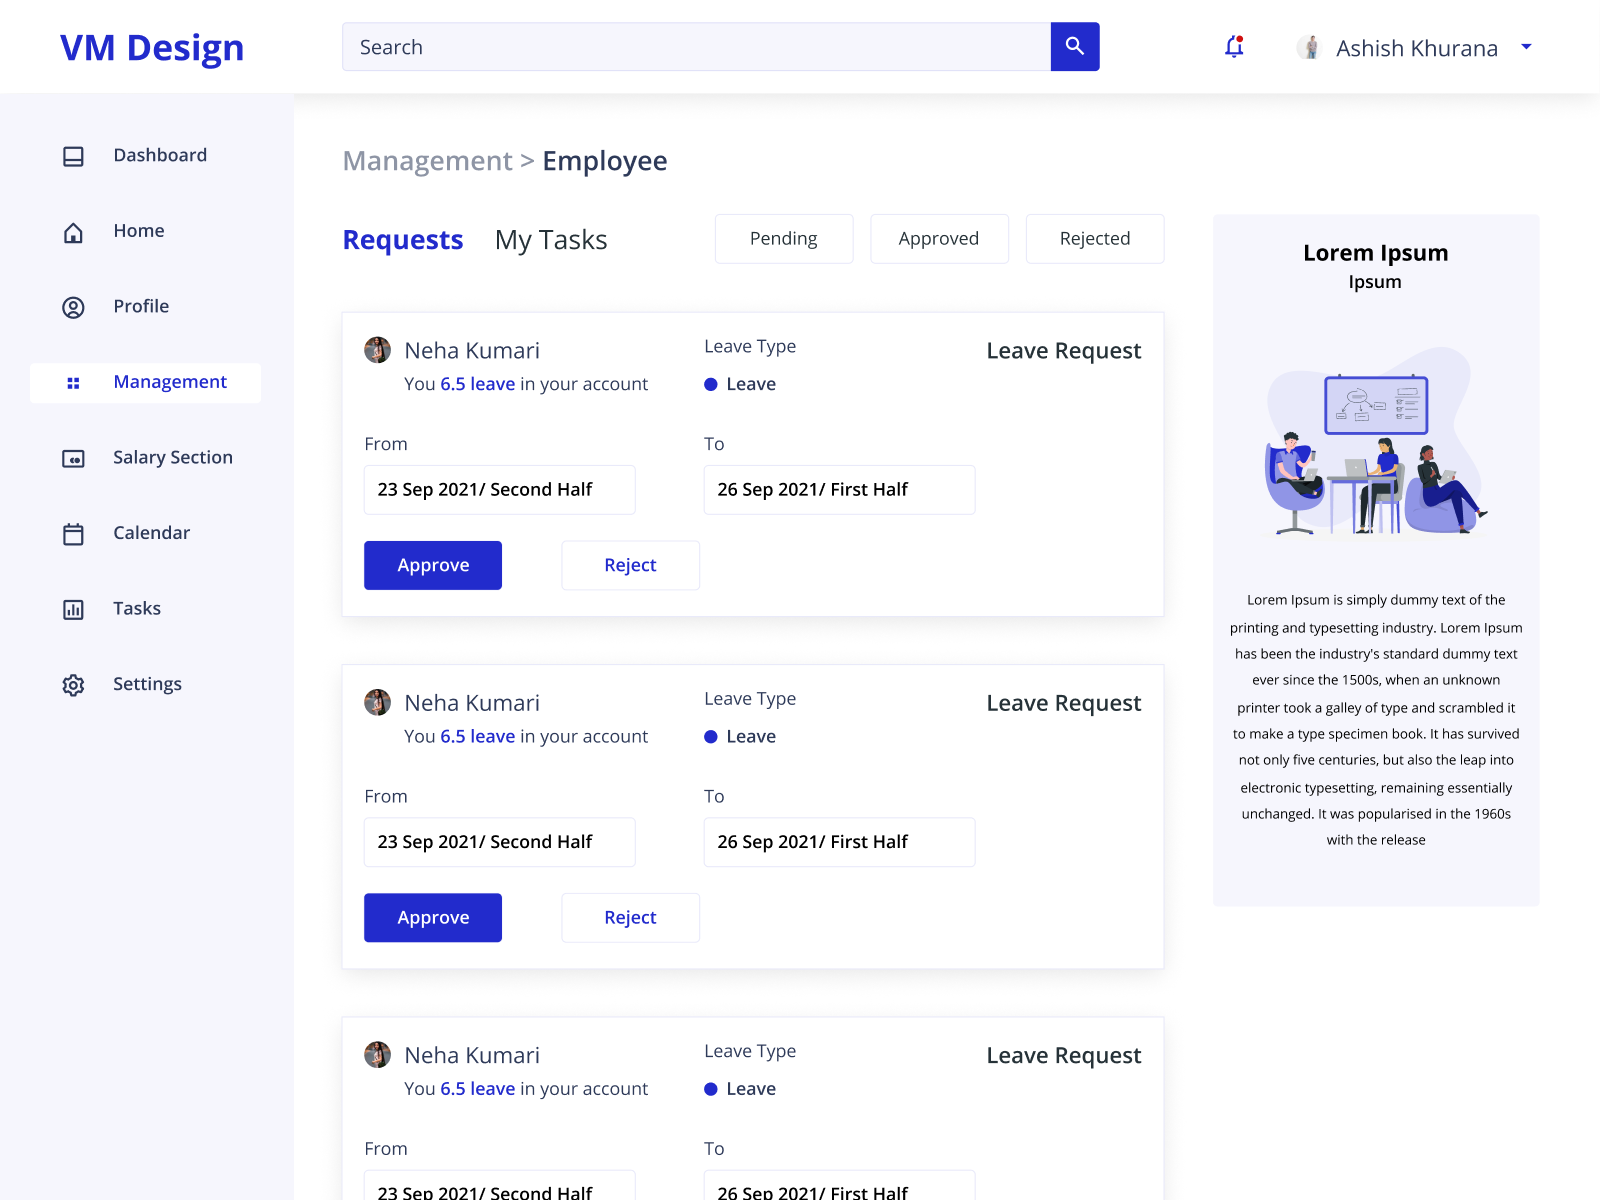 VM Design
Search
Ashish Khurana
Dashboard
Home
Profile
Management
Salary Section
Calendar
Tasks
Settings
Management > Employee
Requests My Tasks
Pending Approved Rejected
Neha Kumari
You 6.5 leave in your account
Leave Type
Leave
Leave Request
From
23 Sep 2021/ Second Half
To
26 Sep 2021/ First Half
Approve Reject
Neha Kumari
You 6.5 leave in your account
Leave Type
Leave
Leave Request
From
23 Sep 2021/ Second Half
To
26 Sep 2021/ First Half
Approve Reject
Neha Kumari
You 6.5 leave in your account
Leave Type
Leave
Leave Request
From
23 Sep 2021/ Second Half
To
26 Sep 2021/ First Half
Lorem Ipsum
Ipsum
Lorem Ipsum is simply dummy text of the
printing and typesetting industry. Lorem Ipsum
has been the industry's standard dummy text
ever since the 1500s, when an unknown
printer took a galley of type and scrambled it
to make a type specimen book. It has survived
not only five centuries, but also the leap into
electronic typesetting, remaining essentially
unchanged. It was popularised in the 1960s
with the release